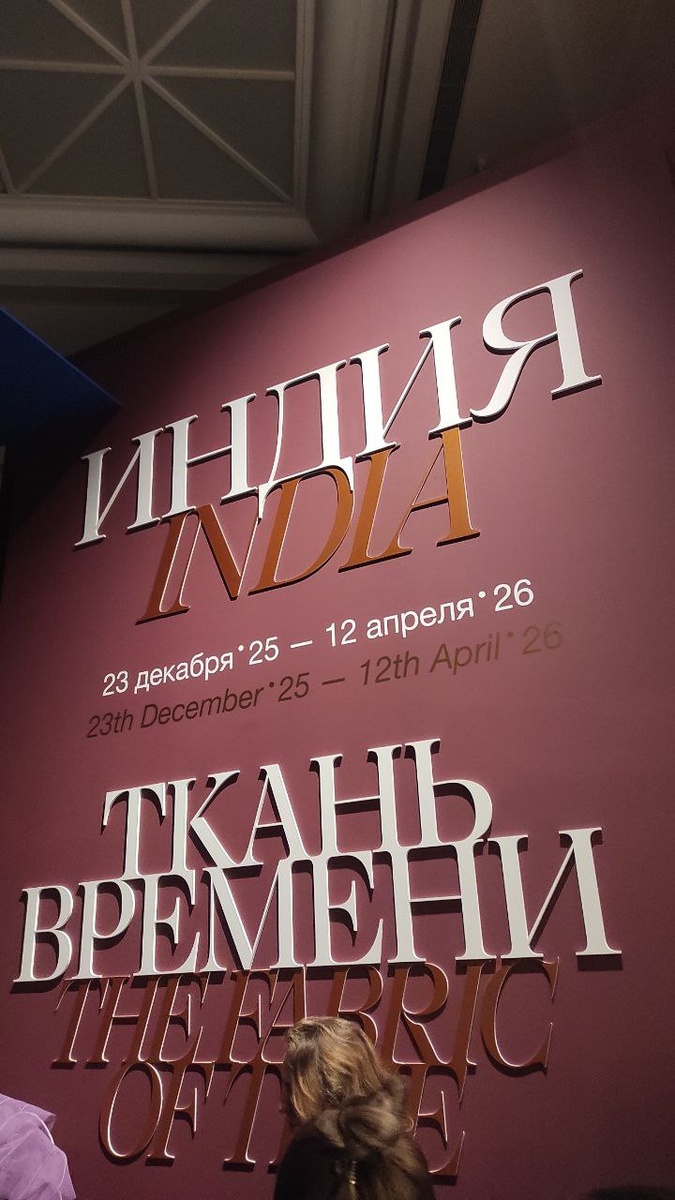 ИНДИЯ
INDIA
23 декабря•25 — 12 апреля•26
23th December•25 — 12th April•26
ТКАНЬ
ВРЕМЕНИ
THE FABRIC
OF